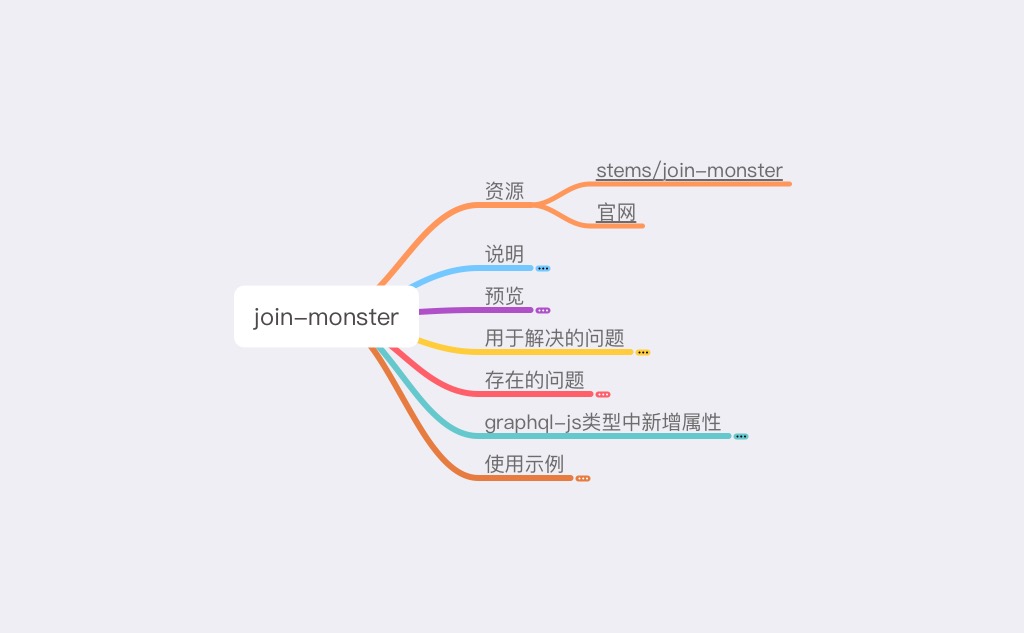 stems/join-monster
资源
官网
说明
预览
join-monster
用于解决的问题
存在的问题
graphql-js类型中新增属性
使用示例